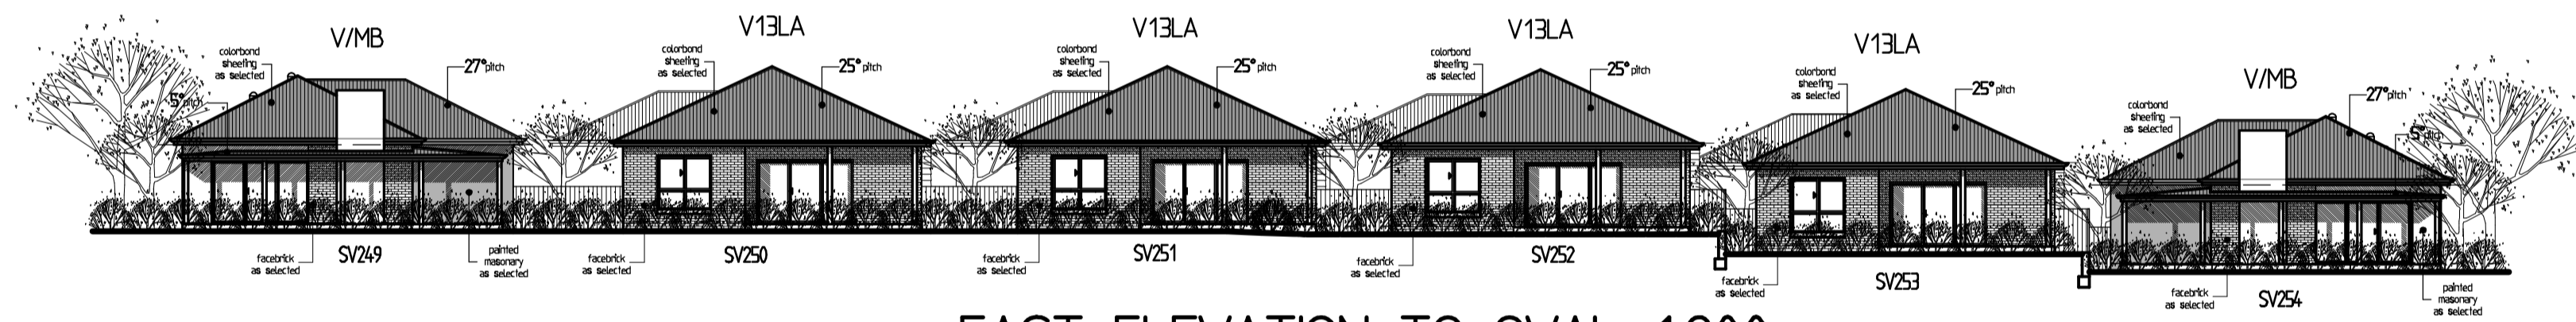 V/MB
V13LA
V13LA
V13LA
V13LA
V/MB
colorbond
sheeting
as selected
27° pitch
5° pitch
colorbond
sheeting
as selected
25° pitch
colorbond
sheeting
as selected
25° pitch
colorbond
sheeting
as selected
25° pitch
colorbond
sheeting
as selected
25° pitch
colorbond
sheeting
as selected
27° pitch
5° pitch
facebrick
as selected
SV249
painted
masonary
as selected
facebrick
as selected
SV250
facebrick
as selected
SV251
facebrick
as selected
SV252
facebrick
as selected
SV253
facebrick
as selected
SV254
painted
masonary
as selected
EAST ELEVATION TO OVAL